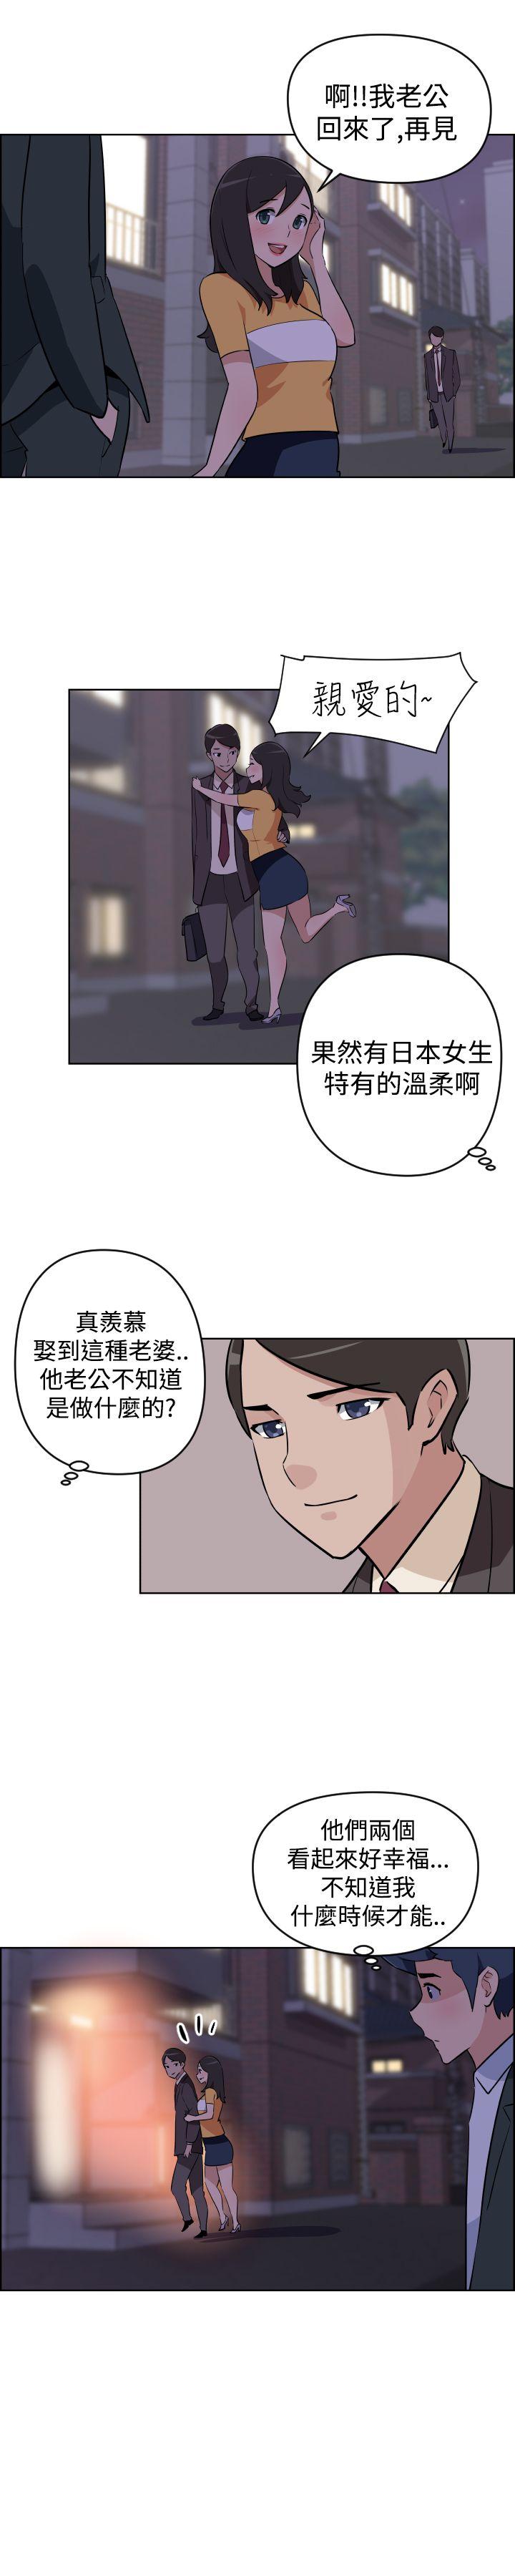 啊!!我老公
回來了,再見
親愛的~
果然有日本女生
特有的溫柔啊
真羨慕
娶到這種老婆..
他老公不知道
是做什麼的?
他們兩個
看起來好幸福...
不知道我
什麼時候才能..